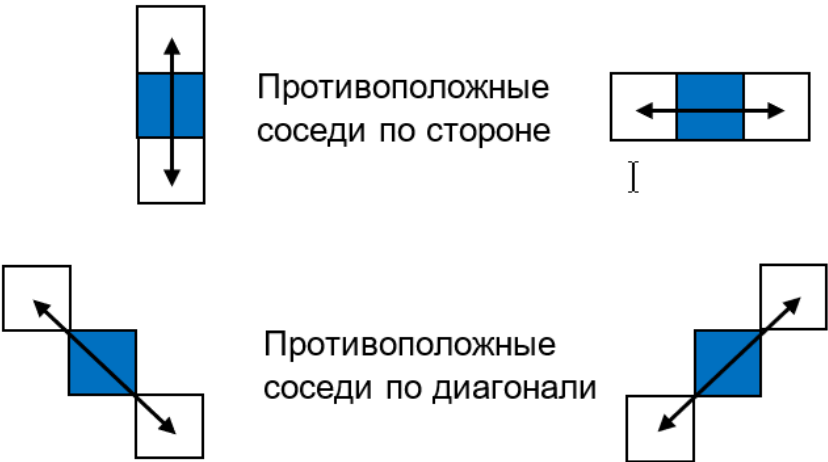 Противоположные
соседи по стороне
Противоположные
соседи по диагонали